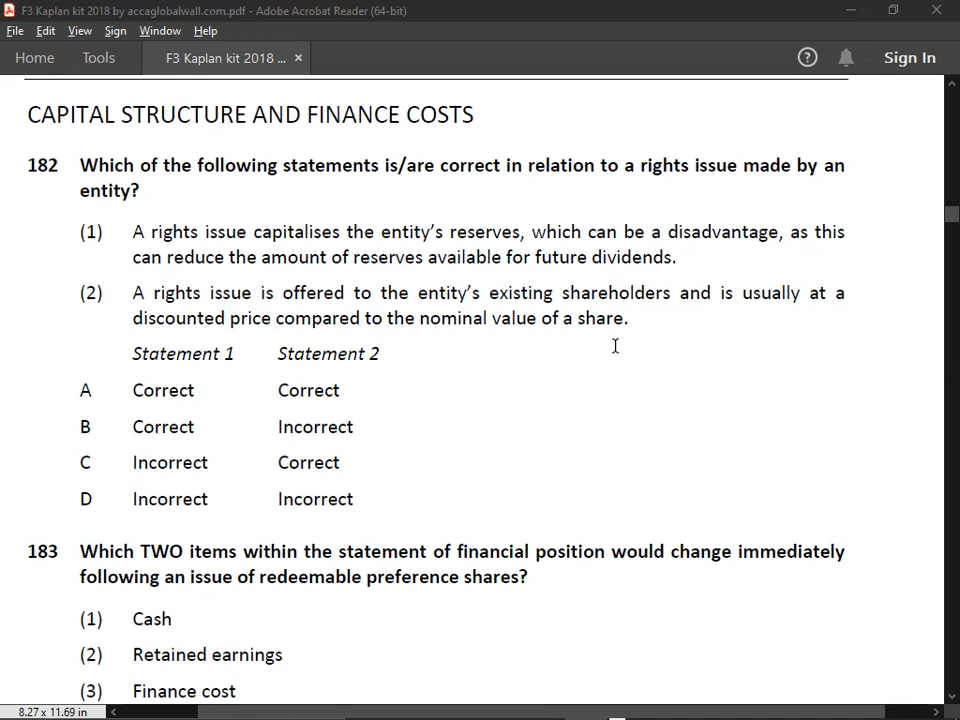 F3 Kaplan kit 2018 by accaglobalwall.com.pdf - Adobe Acrobat Reader (64-bit)
File Edit View Sign Window Help
Home Tools F3 Kaplan kit 2018 ... × Sign In
CAPITAL STRUCTURE AND FINANCE COSTS
182 Which of the following statements is/are correct in relation to a rights issue made by an
entity?
(1) A rights issue capitalises the entity's reserves, which can be a disadvantage, as this
can reduce the amount of reserves available for future dividends.
(2) A rights issue is offered to the entity's existing shareholders and is usually at a
discounted price compared to the nominal value of a share.
Statement 1 Statement 2
A Correct Correct
B Correct Incorrect
C Incorrect Correct
D Incorrect Incorrect
183 Which TWO items within the statement of financial position would change immediately
following an issue of redeemable preference shares?
(1) Cash
(2) Retained earnings
(3) Finance cost
8.27 x 11.69 in